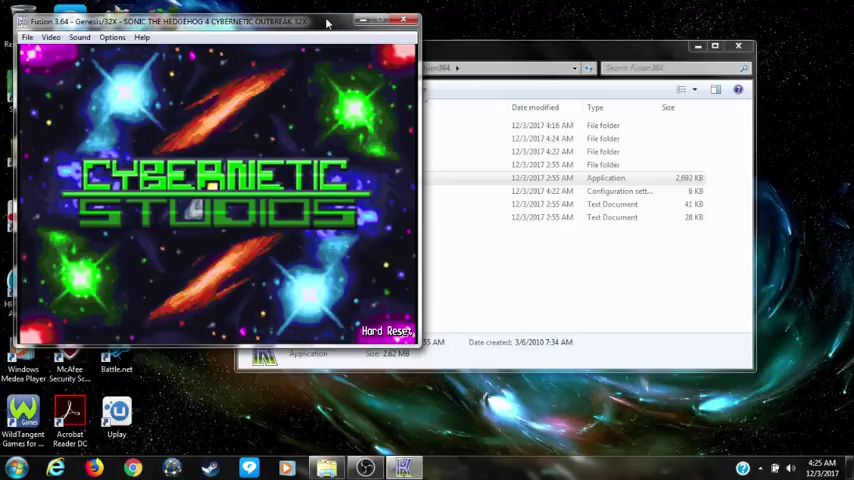 Fusion 3.64 - Genesis/32X - SONIC THE HEDGEHOG 4 CYBERNETIC OUTBREAK 32X
File Video Sound Options Help
CYBERNETIC
STUDIOS
Hard Reset
usion364
Search Fusion364
Date modified Type Size
12/3/2017 4:16 AM File folder
12/3/2017 4:24 AM File folder
12/3/2017 4:22 AM File folder
12/3/2017 2:55 AM File folder
12/3/2017 2:55 AM Application 2,692 KB
12/3/2017 4:22 AM Configuration sett... 6 KB
12/3/2017 2:55 AM Text Document 41 KB
12/3/2017 2:55 AM Text Document 28 KB
55 AM Date created: 3/6/2010 7:34 AM
Application Size: 2.62 MB
Windows Media Player
McAfee Security Sc...
Battle.net
WildTangent Games for ...
Acrobat Reader DC
Uplay
4:25 AM
12/3/2017